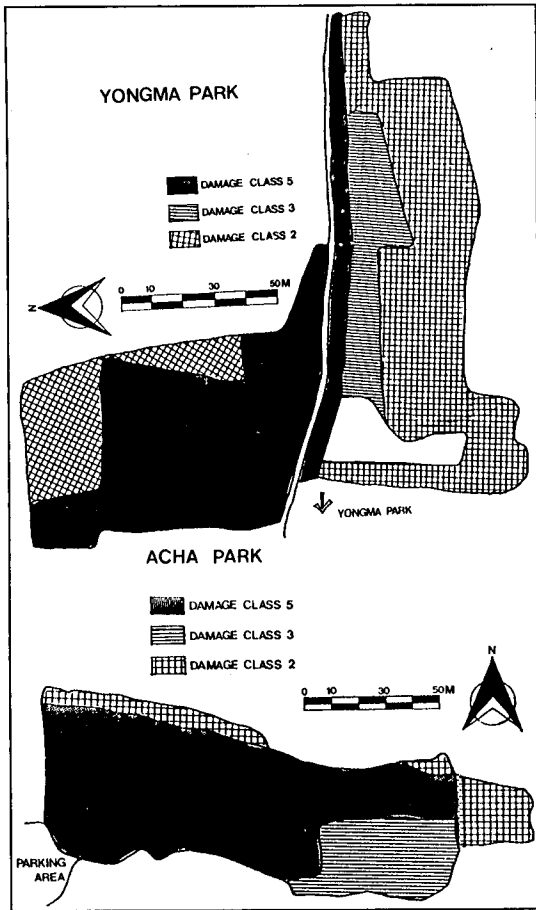 YONGMA PARK
DAMAGE CLASS 5
DAMAGE CLASS 3
DAMAGE CLASS 2
N
0 10 30 50M
YONGMA PARK
ACHA PARK
DAMAGE CLASS 5
DAMAGE CLASS 3
DAMAGE CLASS 2
N
0 10 30 50M
PARKING
AREA